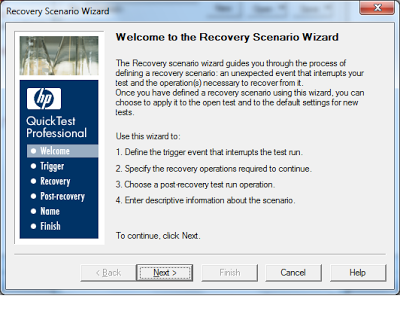 Recovery Scenario Wizard
Welcome to the Recovery Scenario Wizard
The Recovery scenario wizard guides you through the process of
defining a recovery scenario: an unexpected event that interrupts your
test and the operation(s) necessary to recover from it.
Once you have defined a recovery scenario using this wizard, you can
choose to apply it to the open test and to the default settings for new
tests.
Use this wizard to:
1. Define the trigger event that interrupts the test run.
2. Specify the recovery operations required to continue.
3. Choose a post-recovery test run operation.
4. Enter descriptive information about the scenario.
To continue, click Next.
hp
QuickTest
Professional
Welcome
Trigger
Recovery
Post-recovery
Name
Finish
< Back
Next >
Finish
Cancel
Help